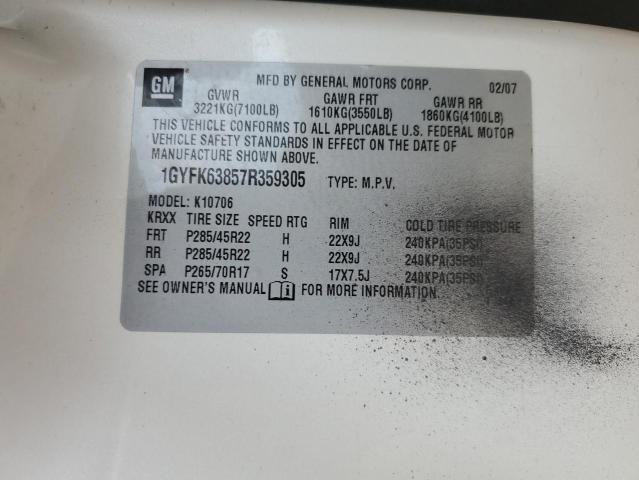 GM
MFD BY GENERAL MOTORS CORP. 02/07
GVWR GAWR FRT GAWR RR
3221KG(7100LB) 1610KG(3550LB) 1860KG(4100LB)
THIS VEHICLE CONFORMS TO ALL APPLICABLE U.S. FEDERAL MOTOR
VEHICLE SAFETY STANDARDS IN EFFECT ON THE DATE OF
MANUFACTURE SHOWN ABOVE.
1GYFK63857R359305 TYPE: M.P.V.
MODEL: K10706
KRXX TIRE SIZE SPEED RTG RIM COLD TIRE PRESSURE
FRT P285/45R22 H 22X9J 240KPA(35PSI)
RR P285/45R22 H 22X9J 240KPA(35PSI)
SPA P265/70R17 S 17X7.5J 240KPA(35PSI)
SEE OWNER'S MANUAL i FOR MORE INFORMATION.